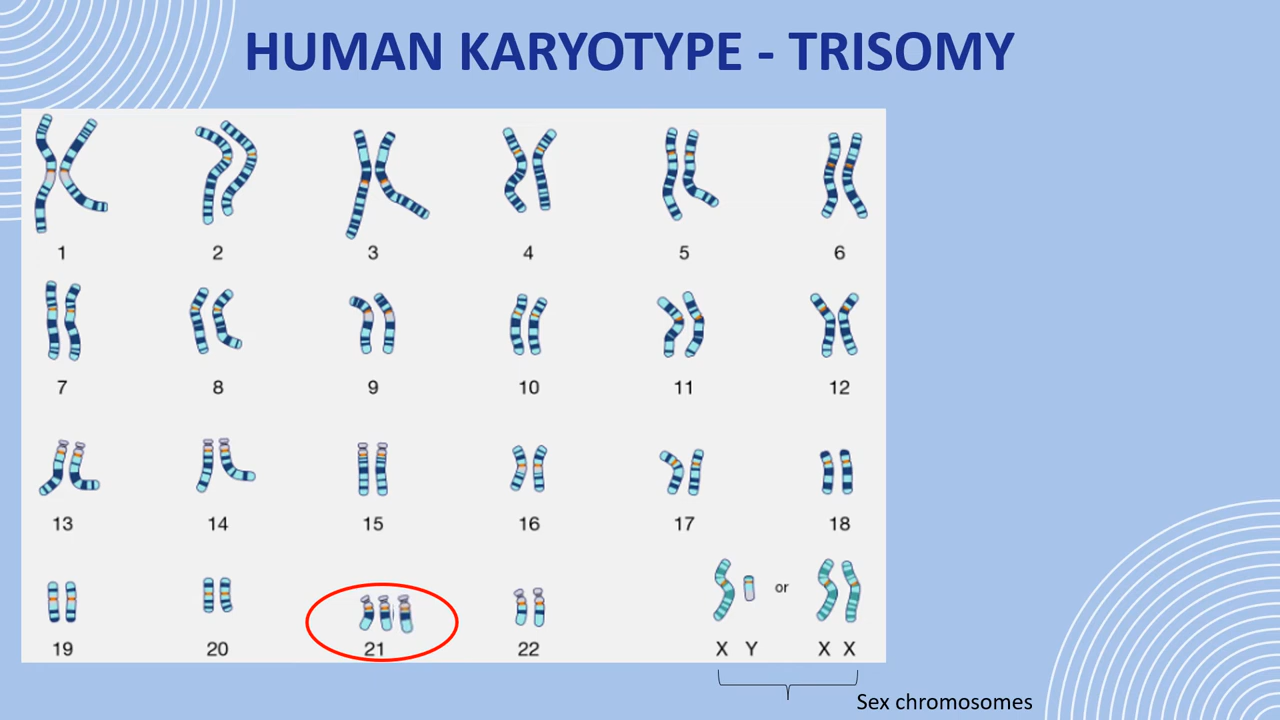 HUMAN KARYOTYPE - TRISOMY
1 2 3 4 5 6
7 8 9 10 11 12
13 14 15 16 17 18
or
19 20 21 22 X Y X X
Sex chromosomes